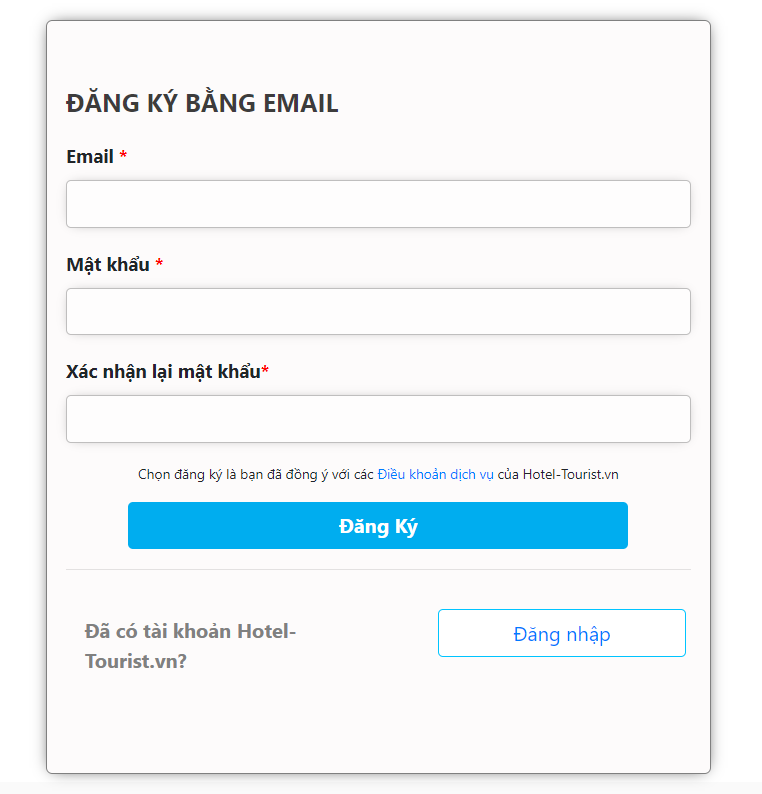 ĐĂNG KÝ BẰNG EMAIL
Email *
Mật khẩu *
Xác nhận lại mật khẩu*
Chọn đăng ký là bạn đã đồng ý với các Điều khoản dịch vụ của Hotel-Tourist.vn
Đăng Ký
Đã có tài khoản Hotel-
Tourist.vn?
Đăng nhập